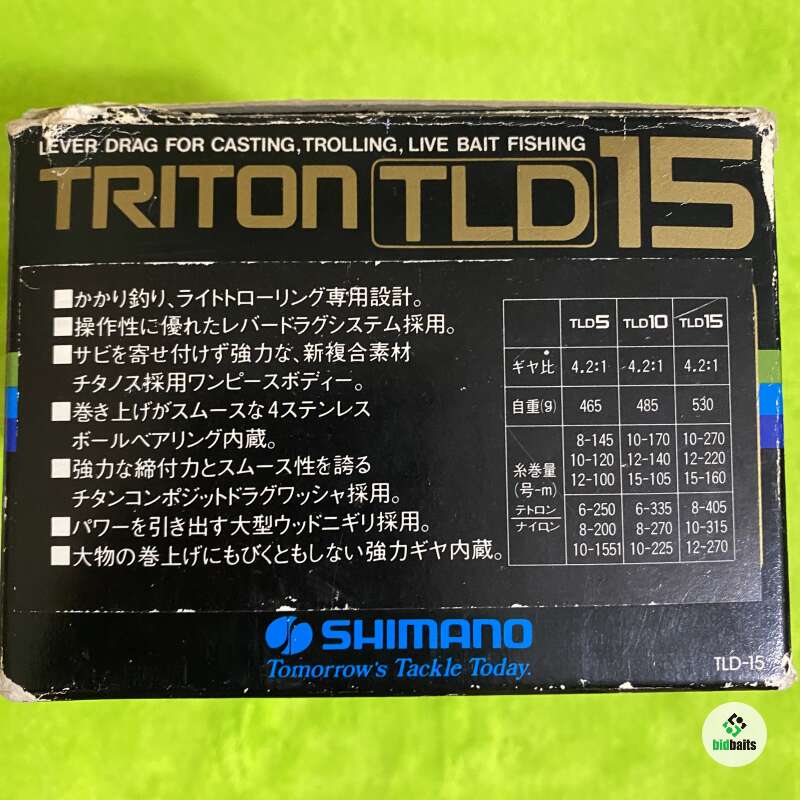 LEVER DRAG FOR CASTING, TROLLING, LIVE BAIT FISHING
TRITON TLD 15
■かかり釣り、ライトトローリング専用設計。
■操作性に優れたレバードラグシステム採用。
■サビを寄せ付けず強力な、新複合素材
チタノス採用ワンピースボディー。
■巻き上げがスムースな4ステンレス
ボールベアリング内蔵。
■強力な締付力とスムース性を誇る
チタンコンポジットドラグワッシャ採用。
■パワーを引き出す大型ウッドニギリ採用。
■大物の巻上げにもびくともしない強力ギヤ内蔵。
TLD5 TLD10 TLD15
ギヤ比 4.2:1 4.2:1 4.2:1
自重(g) 465 485 530
糸巻量
(号-m)
テトロン
ナイロン
8-145 10-170 10-270
10-120 12-140 12-220
12-100 15-105 15-160
6-250 6-335 8-405
8-200 8-270 10-315
10-1551 10-225 12-270
SHIMANO
Tomorrow's Tackle Today.
TLD-15
bidbaits